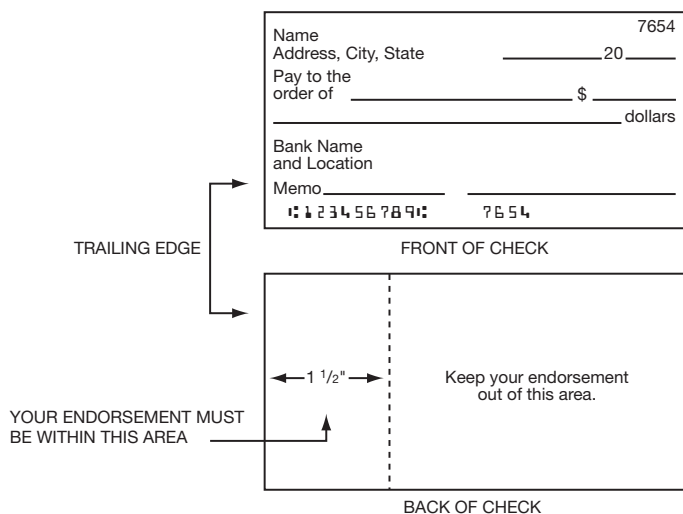 7654
Name
Address, City, State 20
Pay to the
order of $
dollars
Bank Name
and Location
Memo
⑆123456789⑆ 7654
TRAILING EDGE
FRONT OF CHECK
1 1/2"
Keep your endorsement
out of this area.
YOUR ENDORSEMENT MUST
BE WITHIN THIS AREA
BACK OF CHECK